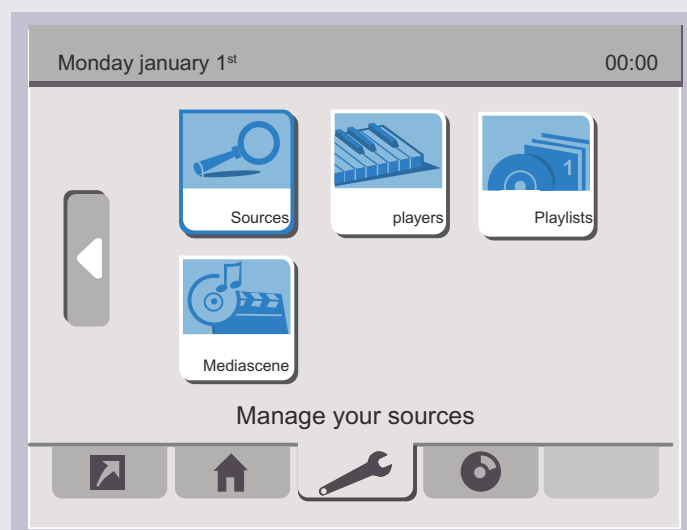 Monday january 1st 00:00
Sources players Playlists
1
Mediascene
Manage your sources